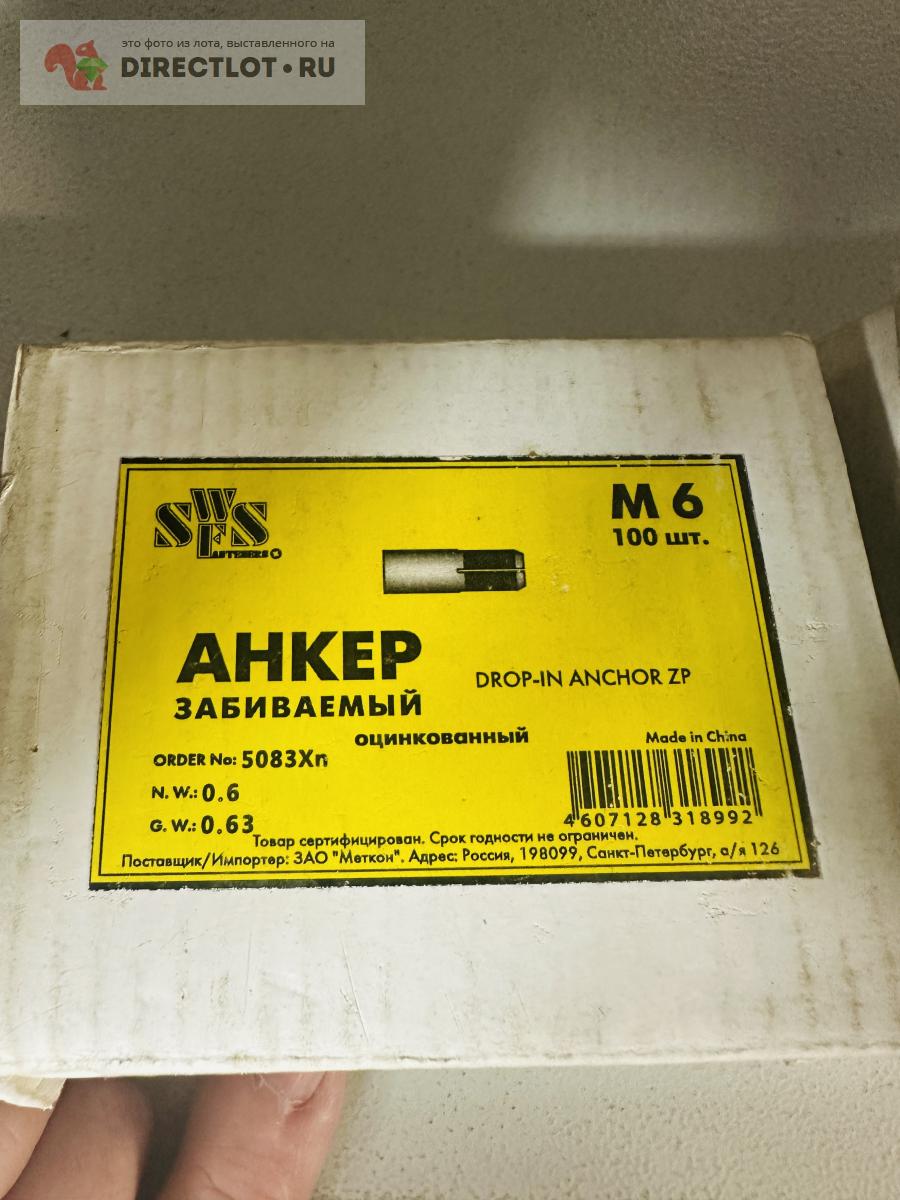 это фото из лота, выставленного на
DIRECTLOT•RU
SWFS
FASTENERS
М 6
100 шт.
АНКЕР
ЗАБИВАЕМЫЙ
DROP-IN ANCHOR ZP
оцинкованный
Made in China
ORDER No: 5083Xn
N. W.: 0.6
G. W.: 0.63
4 607128 318992
Товар сертифицирован. Срок годности не ограничен.
Поставщик/Импортер: ЗАО "Меткон". Адрес: Россия, 198099, Санкт-Петербург, а/я 126